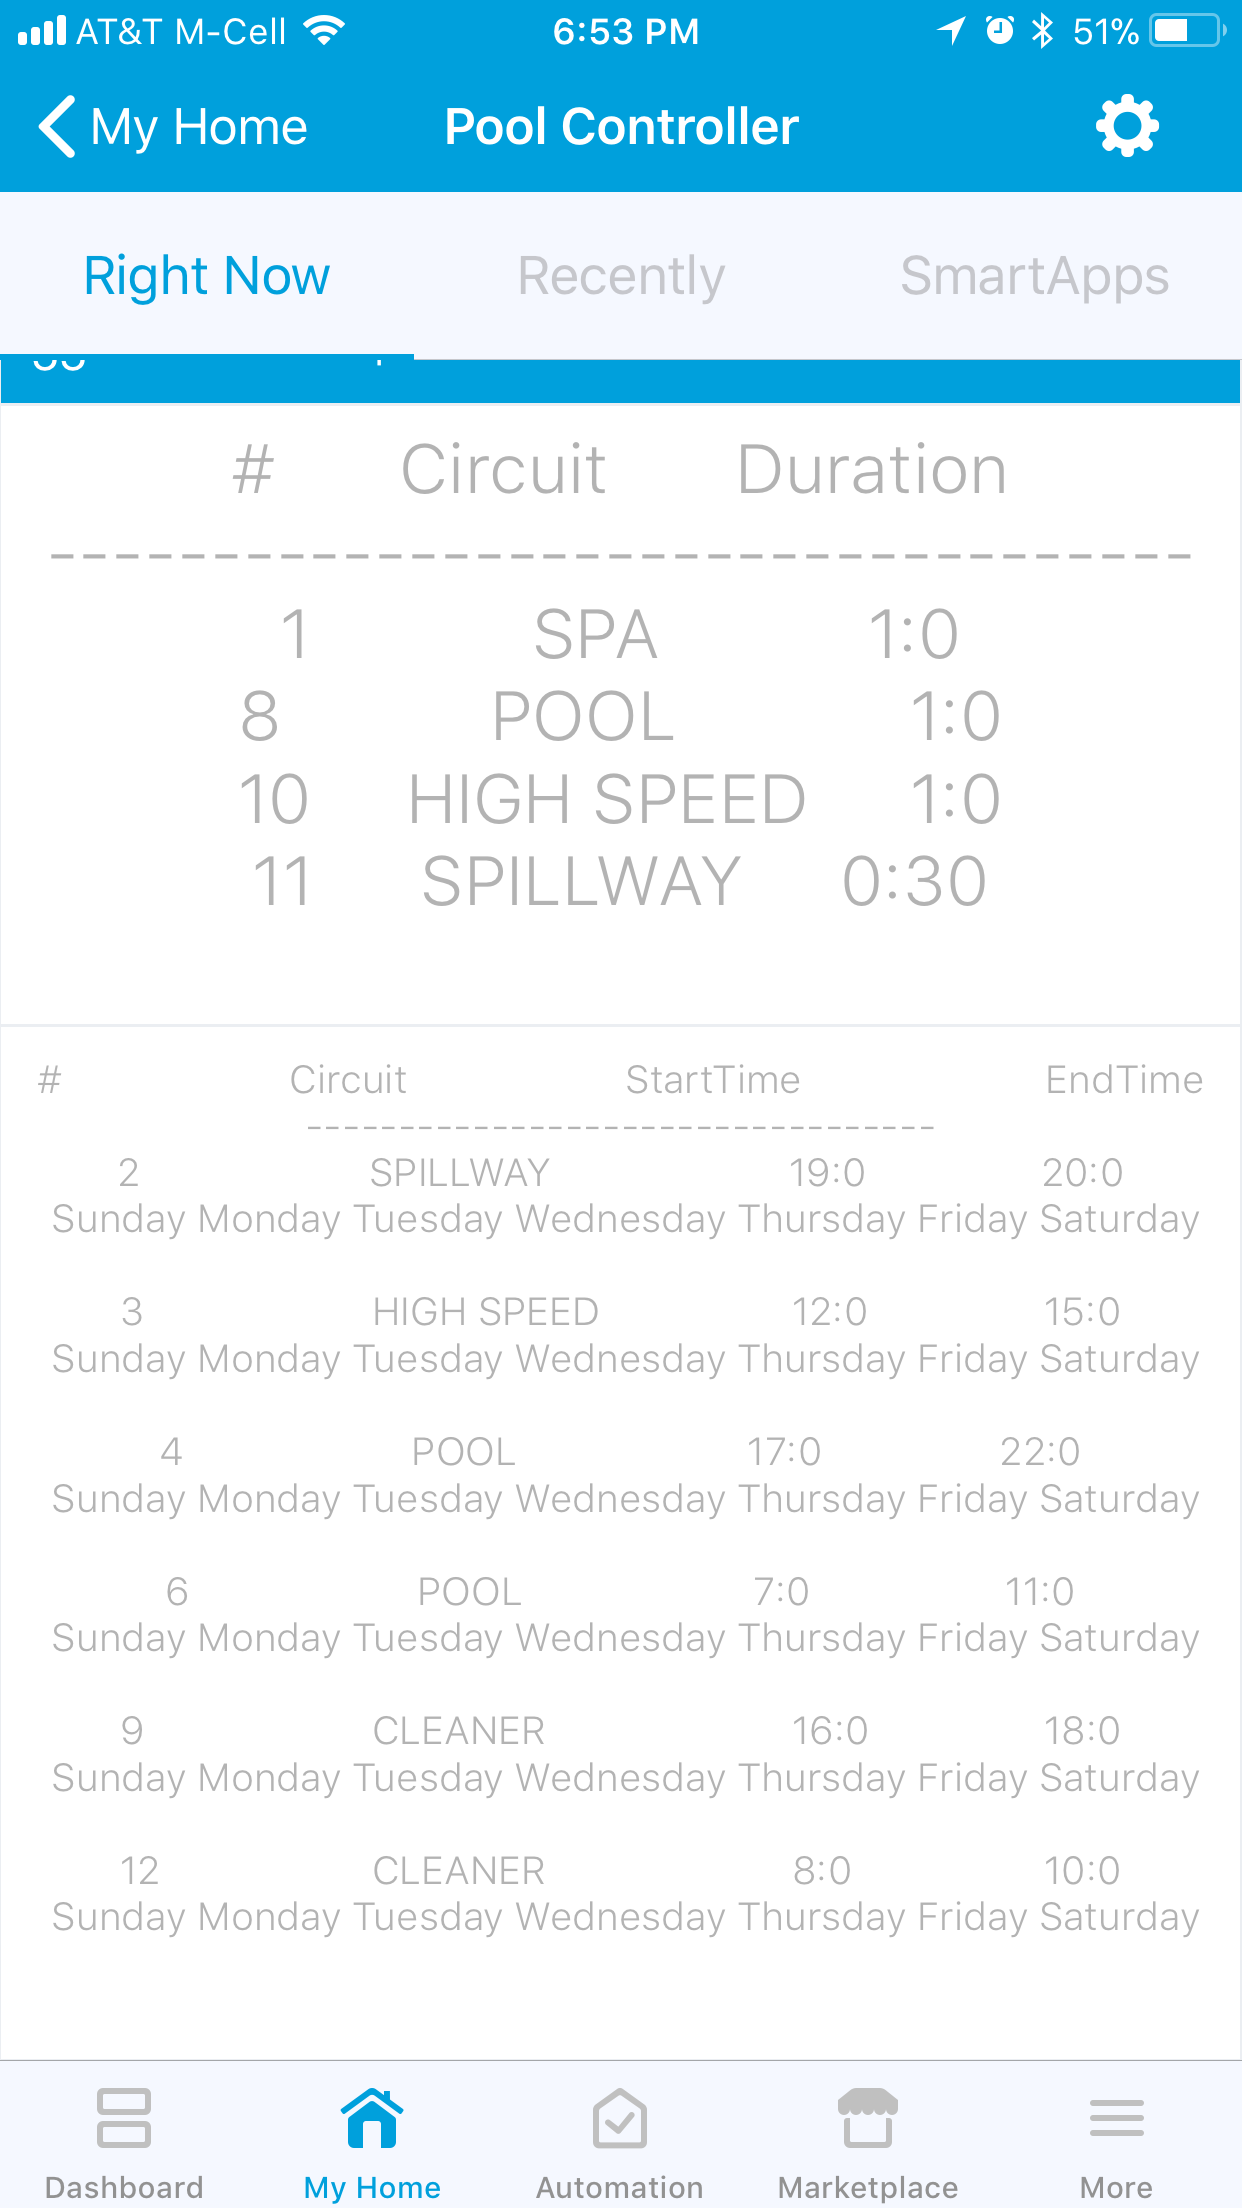 AT&T M-Cell 6:53 PM 51%
My Home Pool Controller
Right Now Recently SmartApps
# Circuit Duration
---------------------------------
1 SPA 1:0
8 POOL 1:0
10 HIGH SPEED 1:0
11 SPILLWAY 0:30
# Circuit StartTime EndTime
---------------------------------
2 SPILLWAY 19:0 20:0
Sunday Monday Tuesday Wednesday Thursday Friday Saturday
3 HIGH SPEED 12:0 15:0
Sunday Monday Tuesday Wednesday Thursday Friday Saturday
4 POOL 17:0 22:0
Sunday Monday Tuesday Wednesday Thursday Friday Saturday
6 POOL 7:0 11:0
Sunday Monday Tuesday Wednesday Thursday Friday Saturday
9 CLEANER 16:0 18:0
Sunday Monday Tuesday Wednesday Thursday Friday Saturday
12 CLEANER 8:0 10:0
Sunday Monday Tuesday Wednesday Thursday Friday Saturday
Dashboard My Home Automation Marketplace More